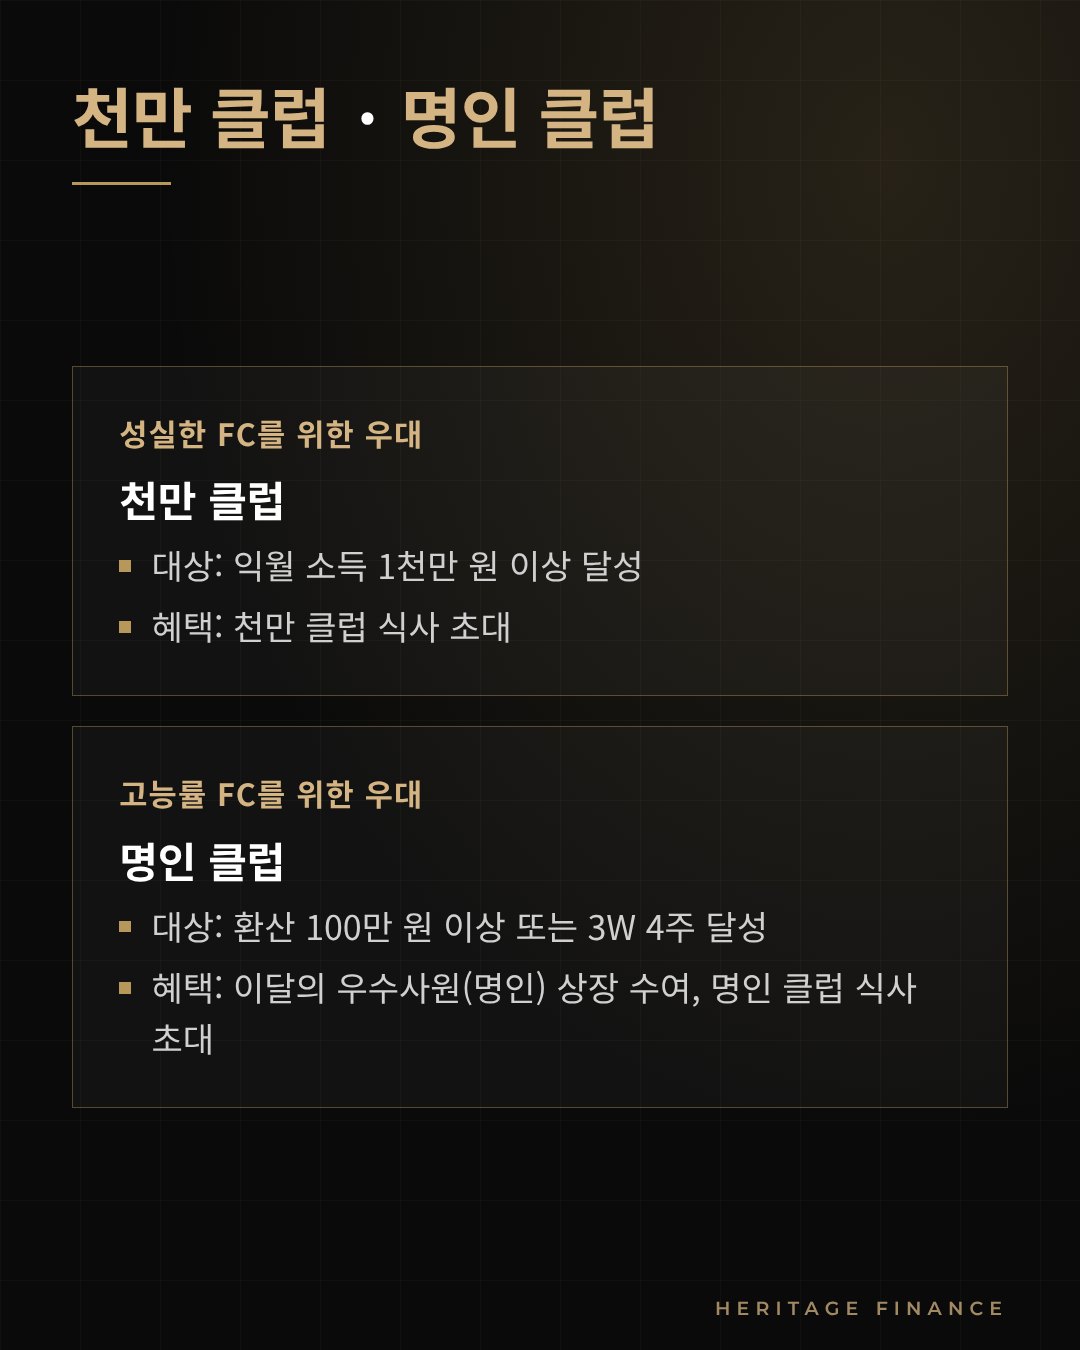 천만 클럽 · 명인 클럽
성실한 FC를 위한 우대
천만 클럽
대상: 익월 소득 1천만 원 이상 달성
혜택: 천만 클럽 식사 초대
고능률 FC를 위한 우대
명인 클럽
대상: 환산 100만 원 이상 또는 3W 4주 달성
혜택: 이달의 우수사원(명인) 상장 수여, 명인 클럽 식사
초대
HERITAGE FINANCE